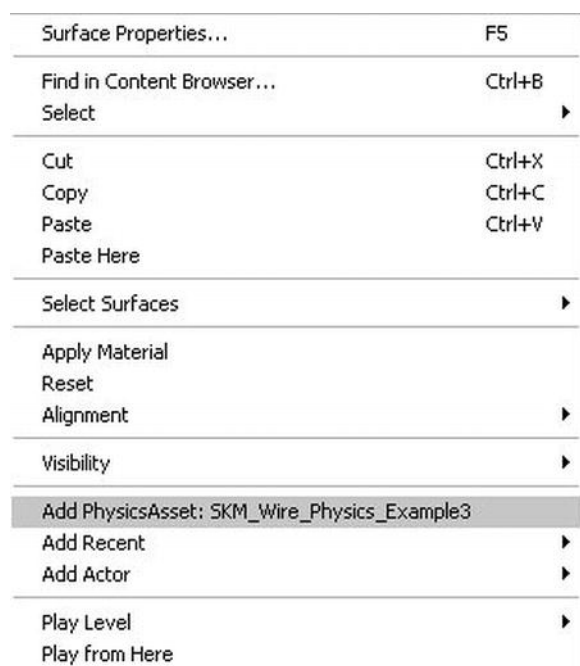 Surface Properties... F5
Find in Content Browser... Ctrl+B
Select
Cut Ctrl+X
Copy Ctrl+C
Paste Ctrl+V
Paste Here
Select Surfaces
Apply Material
Reset
Alignment
Visibility
Add PhysicsAsset: SKM_Wire_Physics_Example3
Add Recent
Add Actor
Play Level
Play from Here